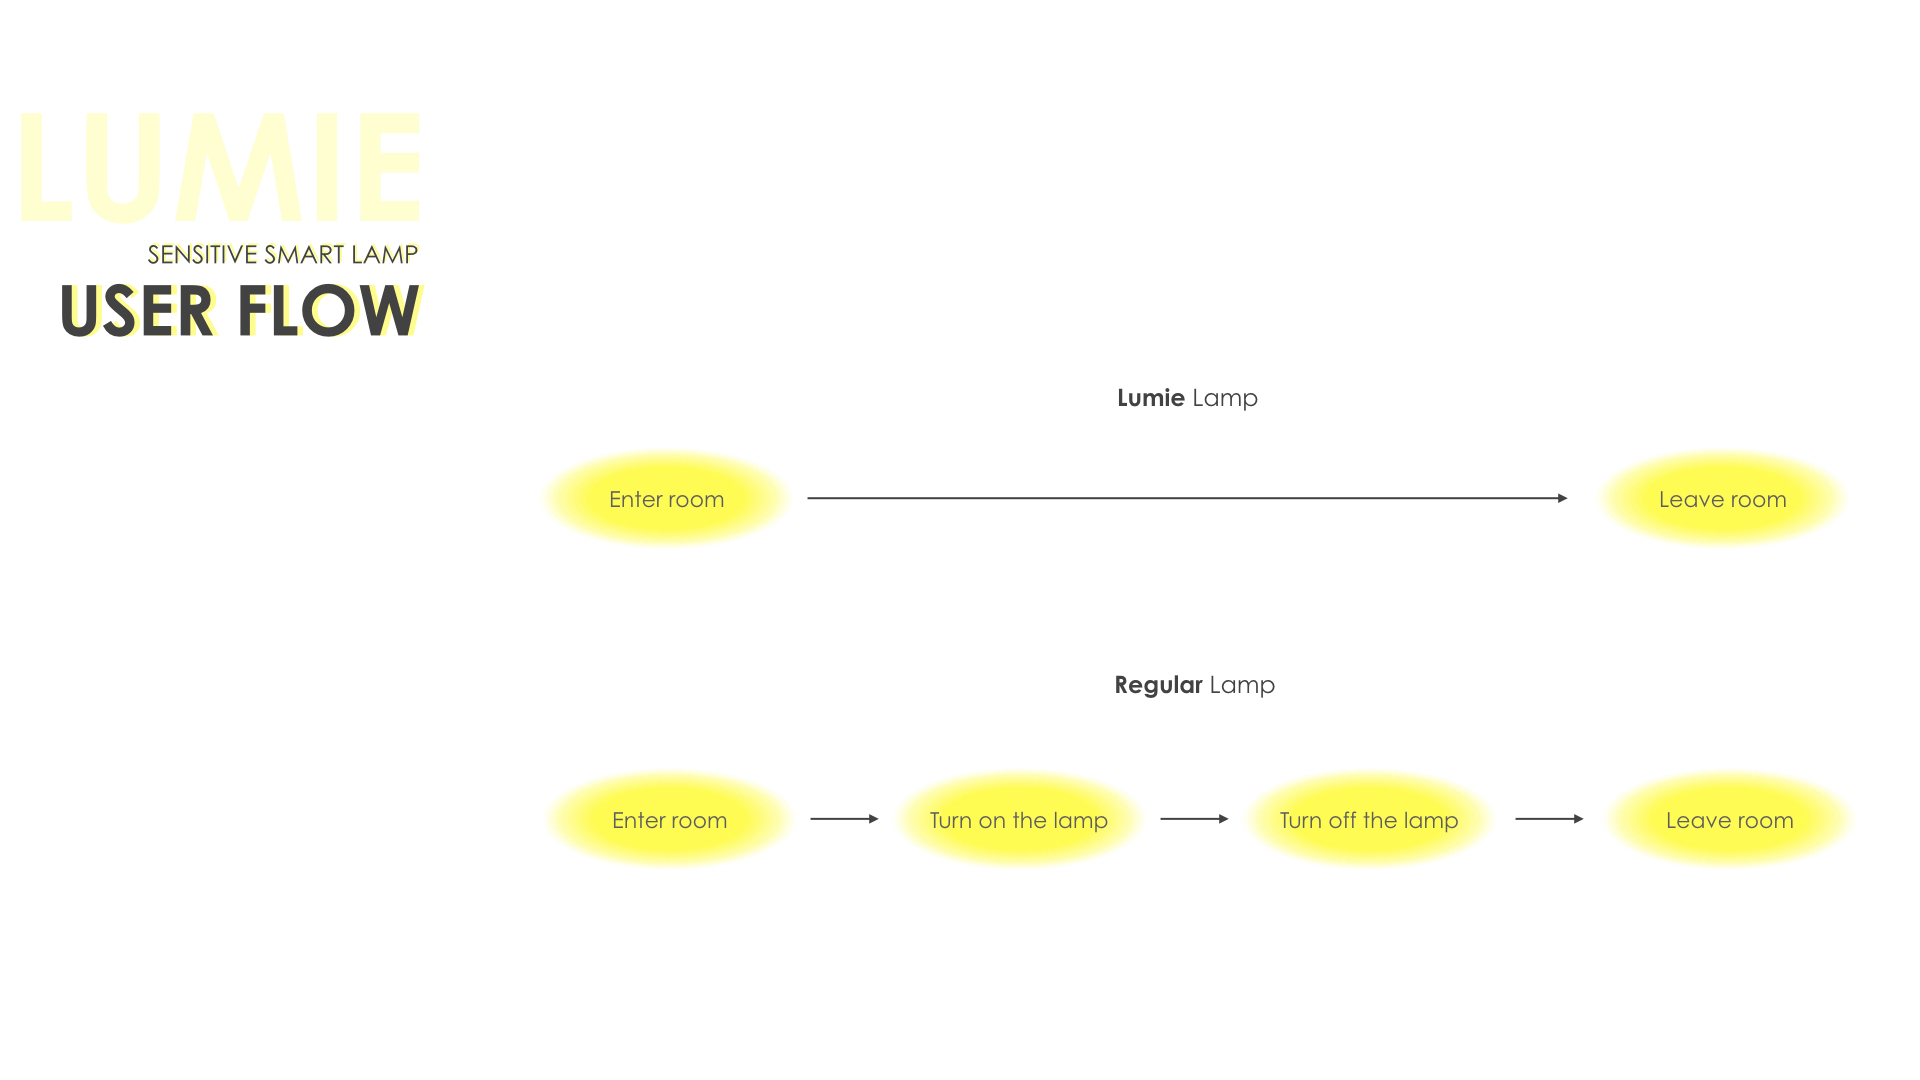 LUMIE
SENSITIVE SMART LAMP
USER FLOW
Lumie Lamp
Enter room
Leave room
Regular Lamp
Enter room
Turn on the lamp
Turn off the lamp
Leave room